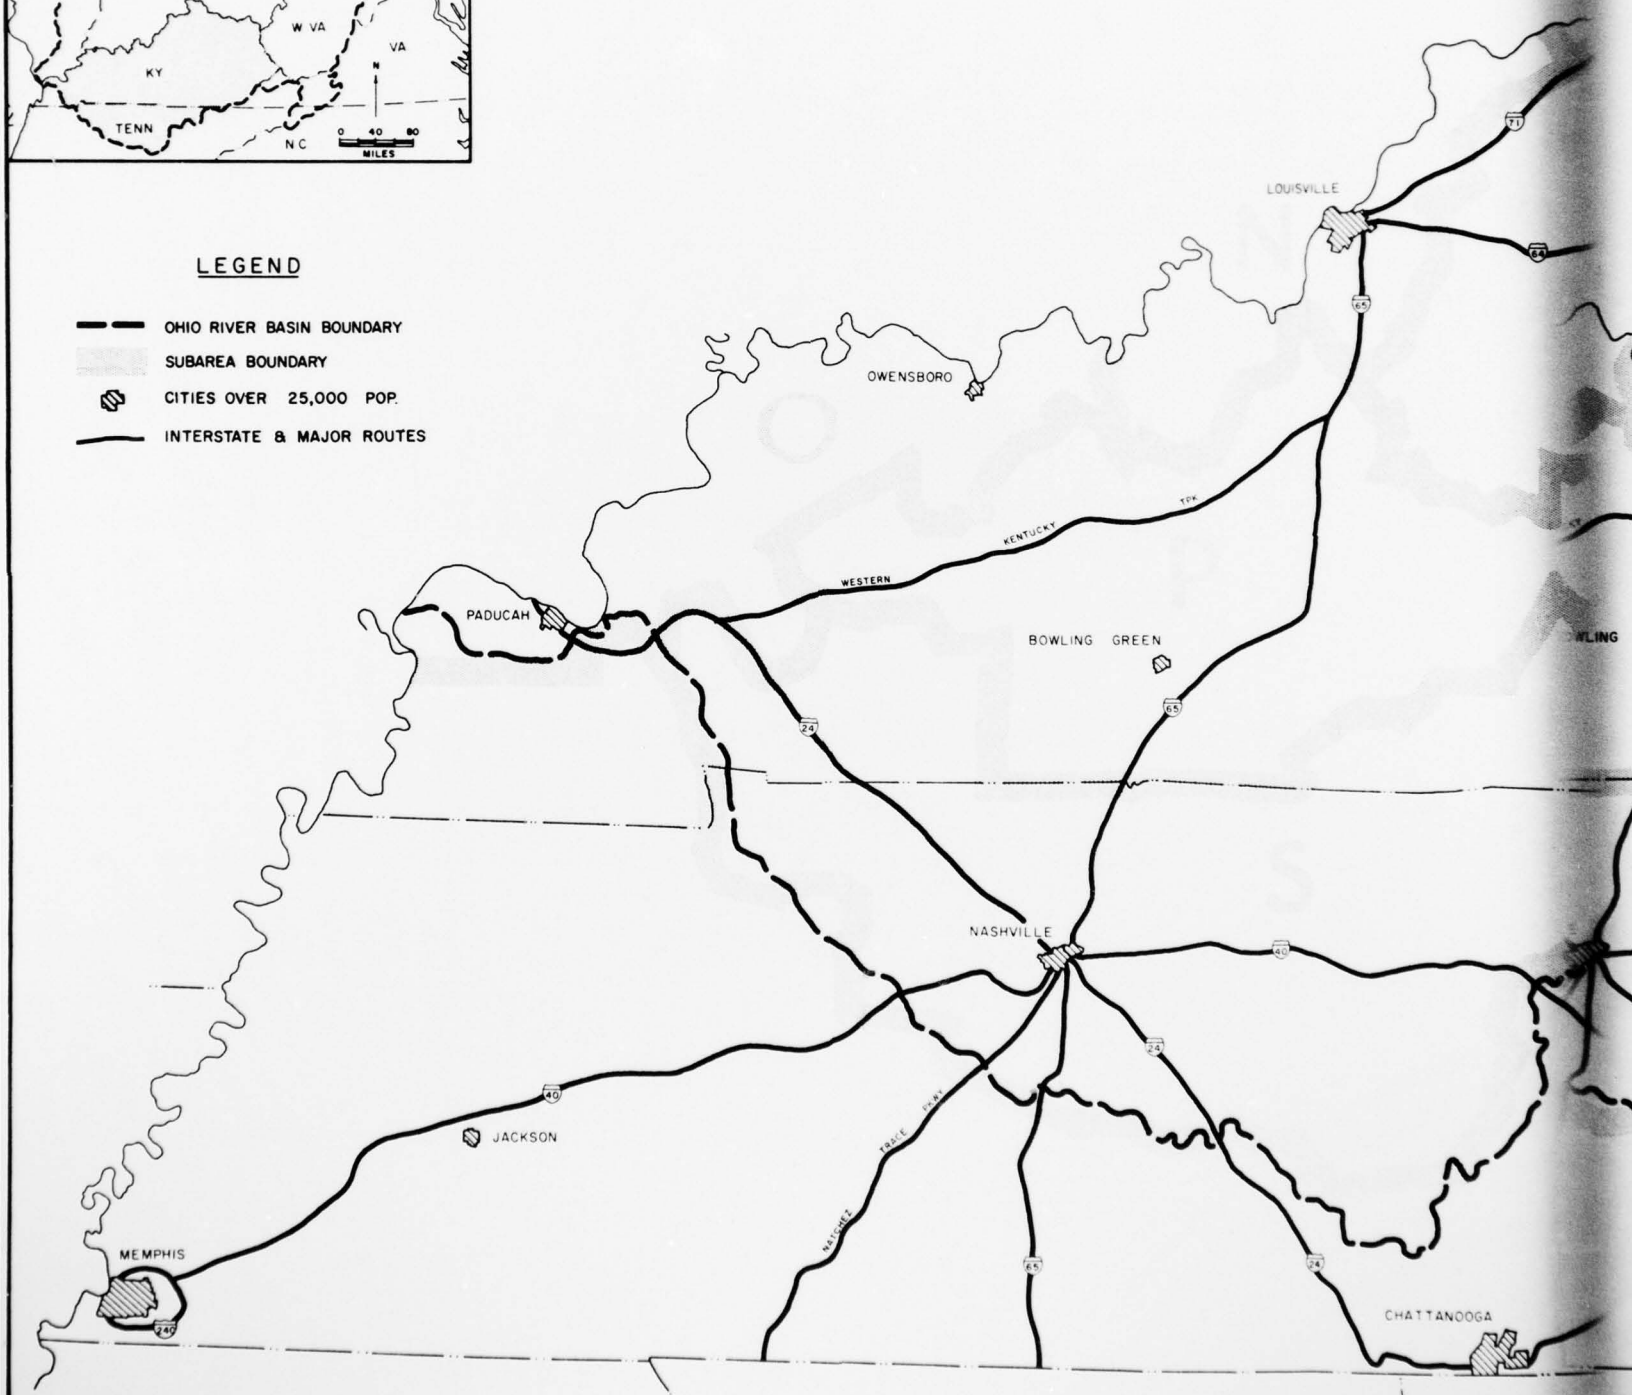 W VA
VA
KY
N
TENN
NC
0 40 80
MILES
LEGEND
OHIO RIVER BASIN BOUNDARY
SUBAREA BOUNDARY
CITIES OVER 25,000 POP.
INTERSTATE & MAJOR ROUTES
71
LOUISVILLE
64
65
OWENSBORO
WESTERN KENTUCKY TPK
PADUCAH
BOWLING GREEN
65
24
NASHVILLE
40
24
40
JACKSON
NATCHEZ TRACE PKWY
65
24
MEMPHIS
240
CHATTANOOGA